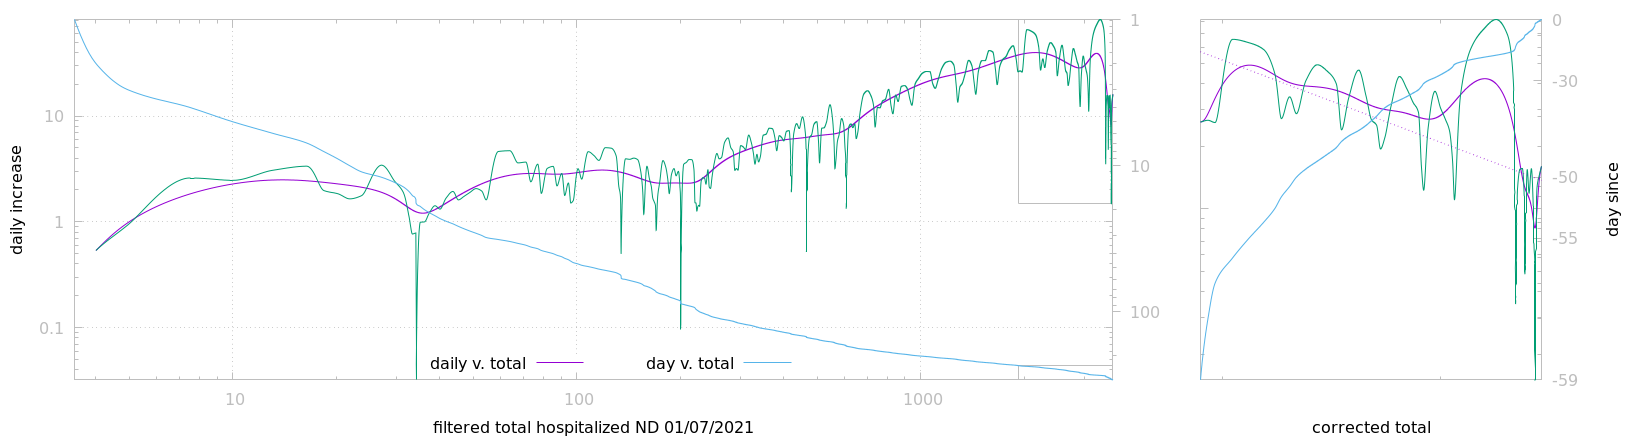 daily increase
10
1
0.1
10
100
1000
1
10
100
daily v. total
day v. total
filtered total hospitalized ND 01/07/2021
0
-30
-50
-55
-59
day since
corrected total